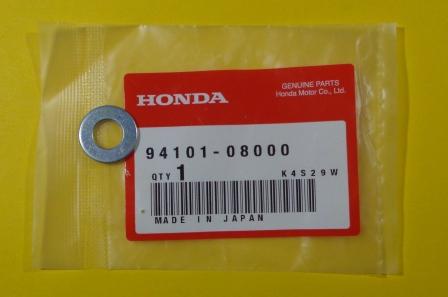 GENUINE PARTS
Honda Motor Co., Ltd.
HONDA
94101-08000
QTY 1 K4S29W
MADE IN JAPAN